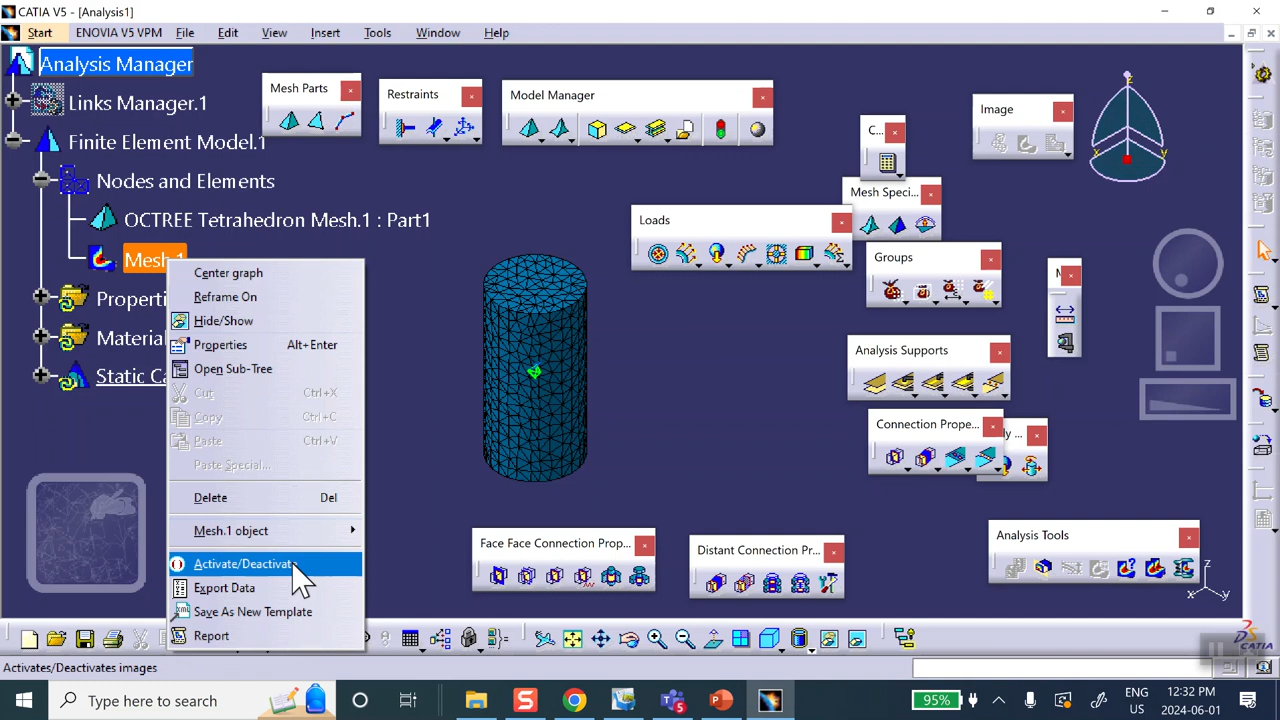 CATIA V5 - [Analysis1]
Start ENOVIA V5 VPM File Edit View Insert Tools Window Help
Analysis Manager
Links Manager.1
Finite Element Model.1
Nodes and Elements
OCTREE Tetrahedron Mesh.1 : Part1
Mesh.1
Properti
Material
Static Ca
Center graph
Reframe On
Hide/Show
Properties Alt+Enter
Open Sub-Tree
Cut Ctrl+X
Copy Ctrl+C
Paste Ctrl+V
Paste Special...
Delete Del
Mesh.1 object
Activate/Deactivate
Export Data
Save As New Template
Report
Mesh Parts
Restraints
Model Manager
C...
Image
Mesh Speci...
Loads
Groups
Analysis Supports
Connection Prope...
ly ...
Face Face Connection Prop...
Distant Connection Pr...
Analysis Tools
z
x
y
z
x
y
CATIA
Activates/Deactivates images
Type here to search
95%
ENG
US
12:32 PM
2024-06-01